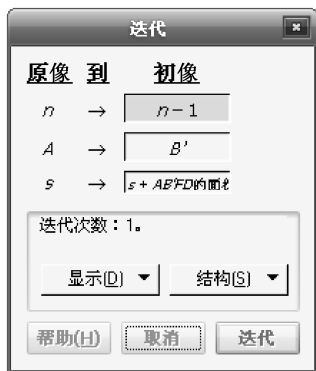 迭代
原像 到 初像
n → n-1
A → B'
s → s + AB'FD的面
迭代次数：1。
显示(D) 结构(S)
帮助(H) 取消 迭代